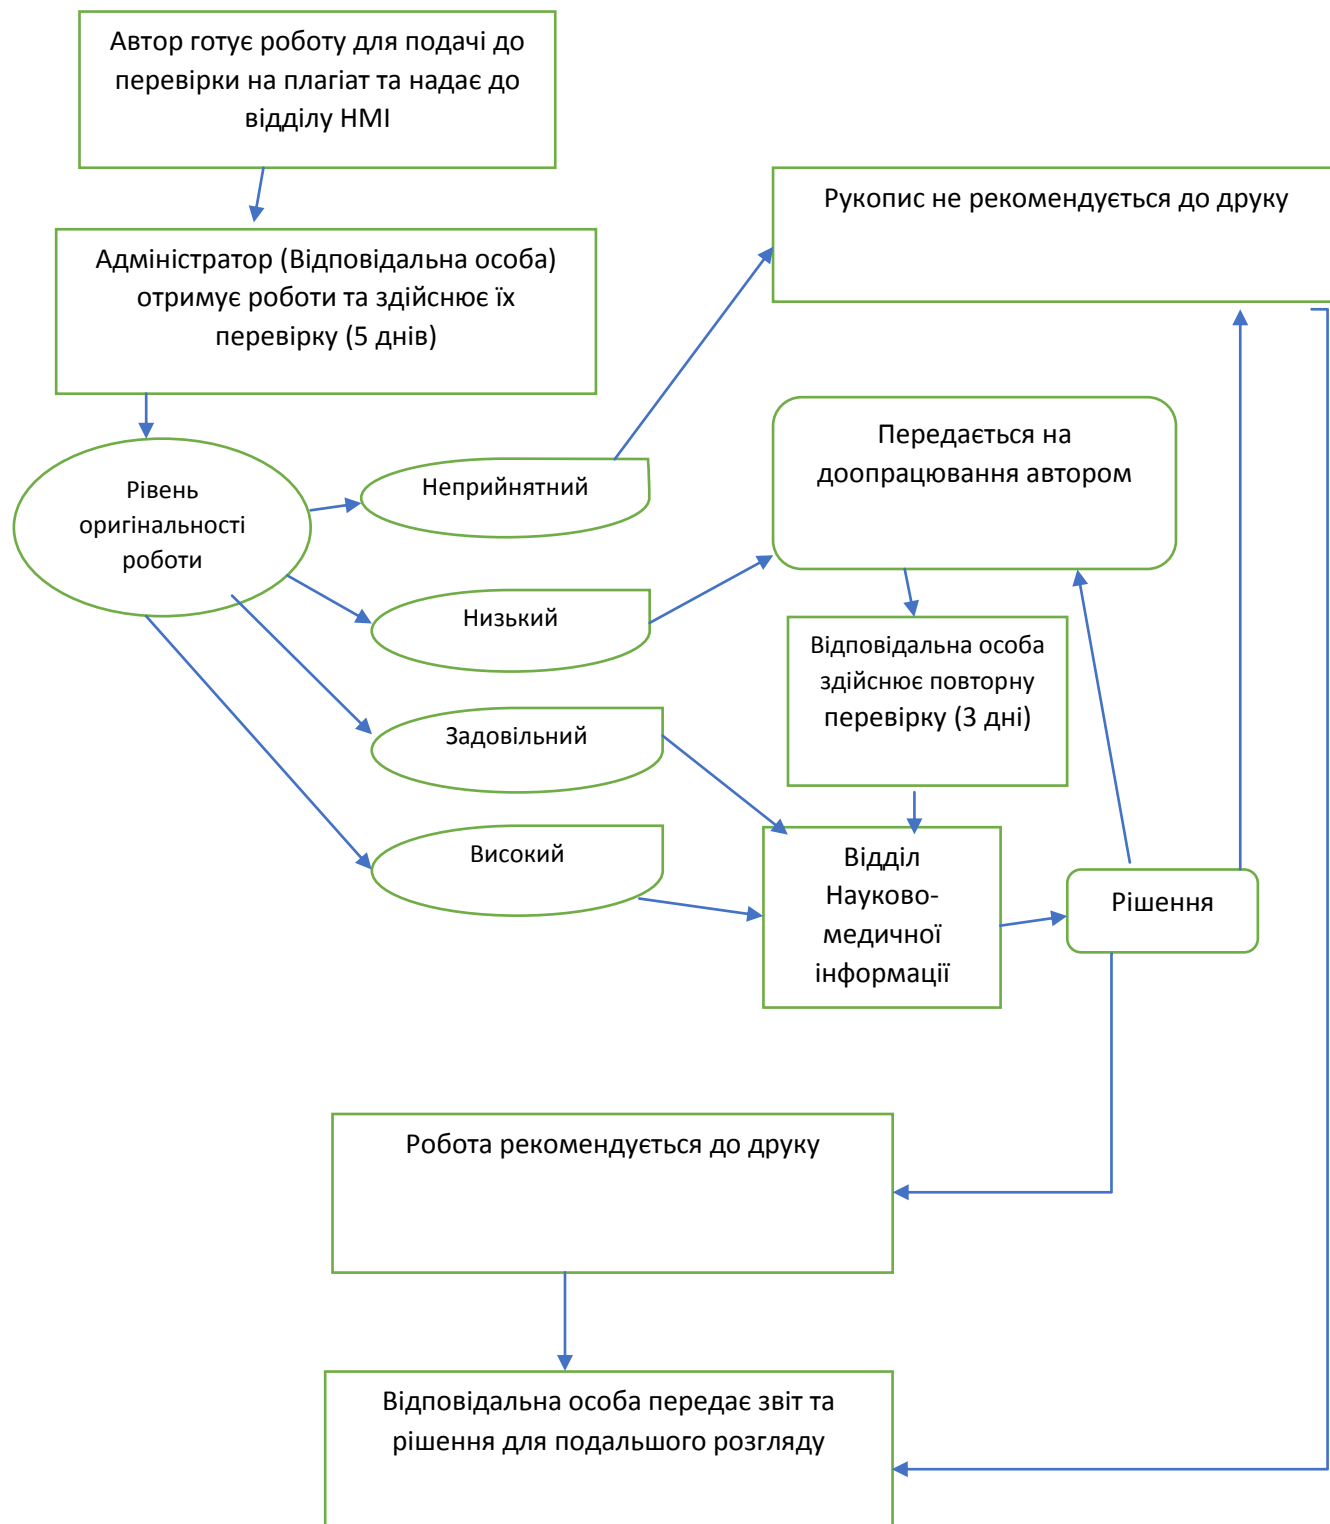 Автор готує роботу для подачі до
перевірки на плагіат та надає до
відділу НМІ
Рукопис не рекомендується до друку
Адміністратор (Відповідальна особа)
отримує роботи та здійснює їх
перевірку (5 днів)
Передається на
доопрацювання автором
Рівень
оригінальності
роботи
Неприйнятний
Низький
Відповідальна особа
здійснює повторну
перевірку (3 дні)
Задовільний
Високий
Відділ
Науково-
медичної
інформації
Рішення
Робота рекомендується до друку
Відповідальна особа передає звіт та
рішення для подальшого розгляду